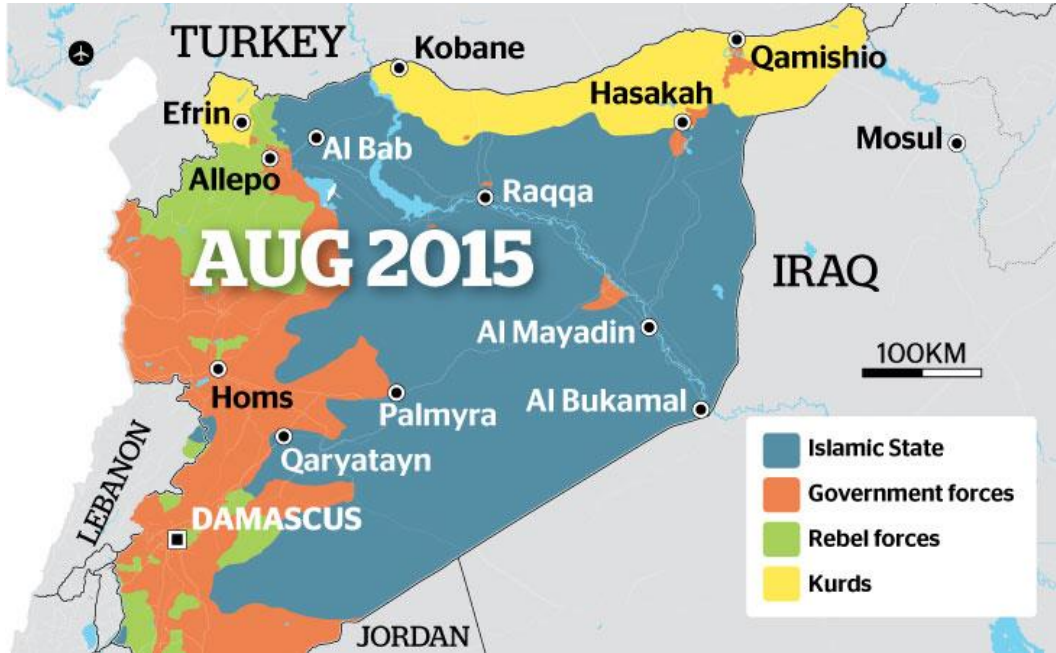 TURKEY
Kobane
Qamishio
Efrin
Hasakah
Al Bab
Mosul
Allepo
Raqqa
AUG 2015
IRAQ
Al Mayadin
100KM
Homs
Palmyra
Al Bukamal
LEBANON
Qaryatayn
Islamic State
Government forces
DAMASCUS
Rebel forces
Kurds
JORDAN